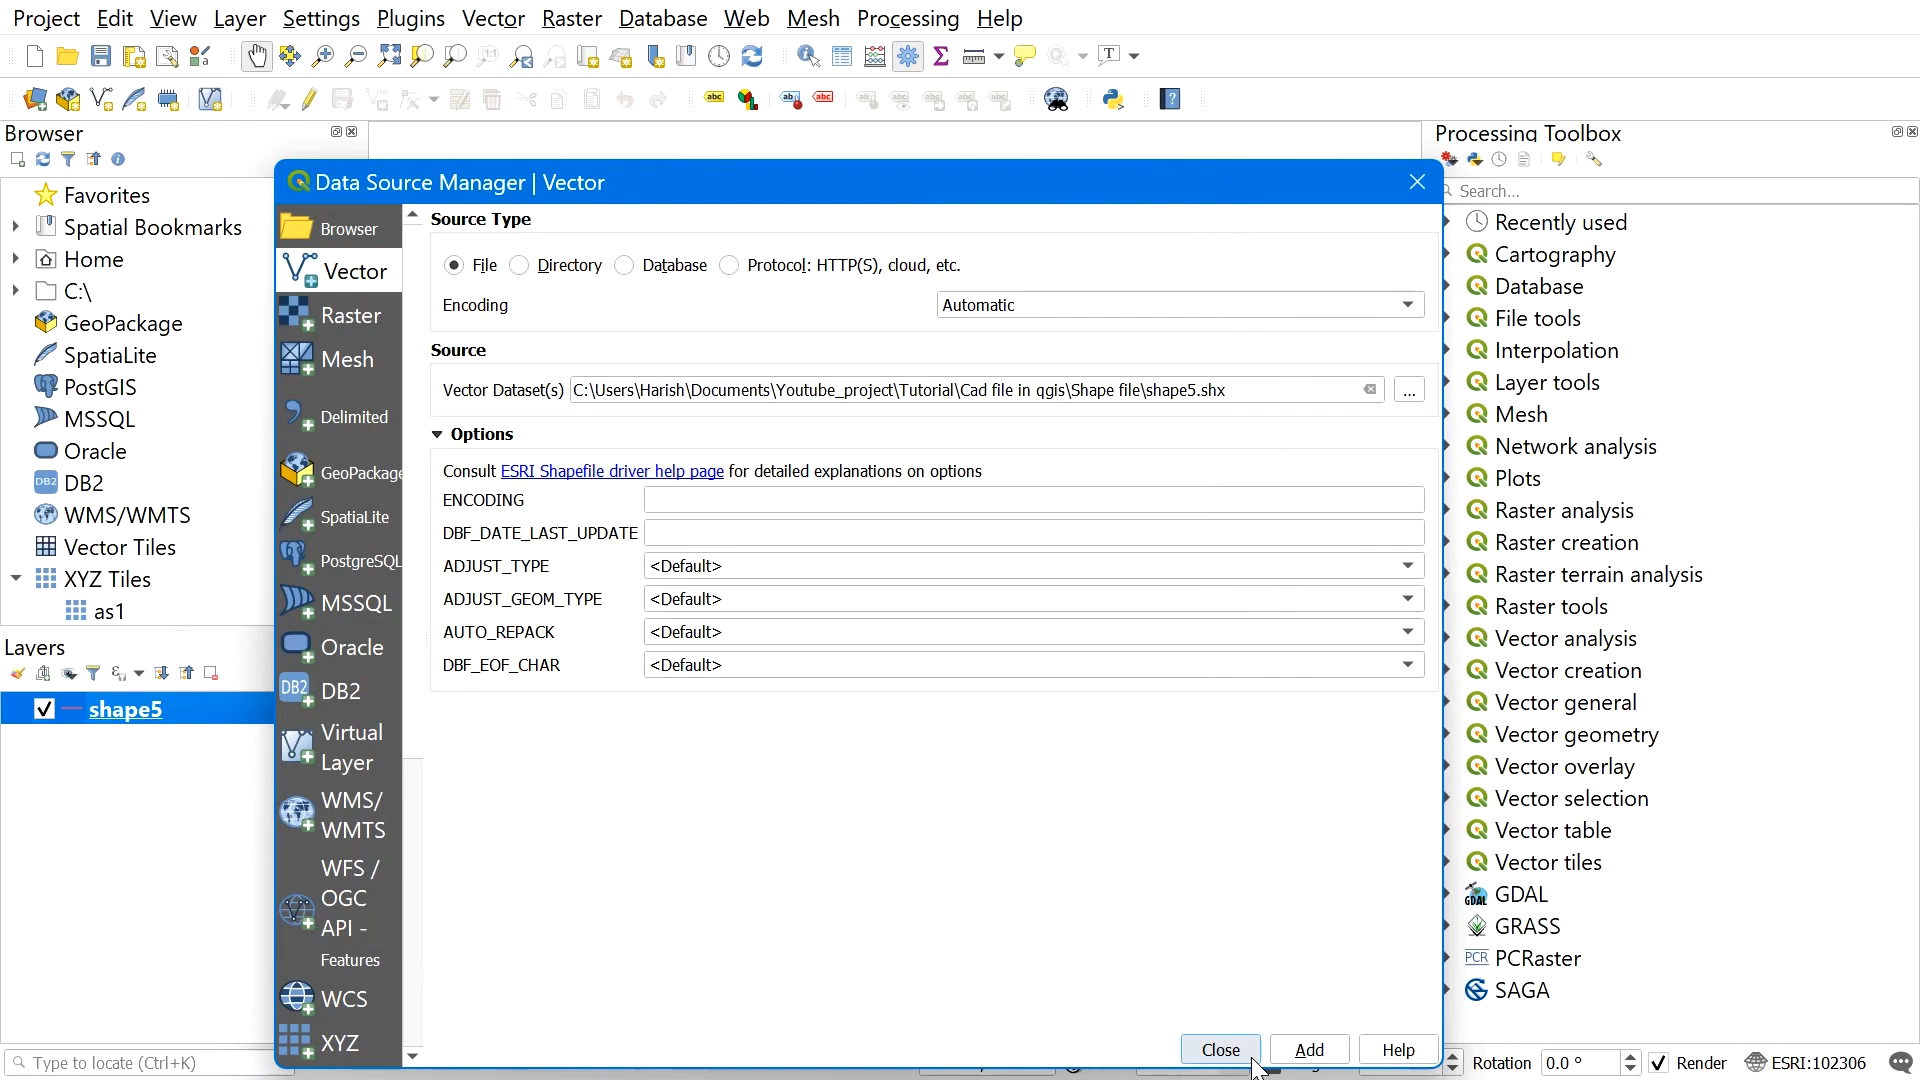 Project Edit View Layer Settings Plugins Vector Raster Database Web Mesh Processing Help
Browser
Favorites
Spatial Bookmarks
Home
C:\
GeoPackage
SpatiaLite
PostGIS
MSSQL
Oracle
DB2
WMS/WMTS
Vector Tiles
XYZ Tiles
as1
Layers
shape5
Type to locate (Ctrl+K)
Data Source Manager | Vector
Browser
Vector
Raster
Mesh
Delimited
GeoPackage
SpatiaLite
PostgreSQL
MSSQL
Oracle
DB2
Virtual
Layer
WMS/
WMTS
WFS /
OGC
API -
Features
WCS
XYZ
Source Type
File Directory Database Protocol: HTTP(S), cloud, etc.
Encoding Automatic
Source
Vector Dataset(s) C:\Users\Harish\Documents\Youtube_project\Tutorial\Cad file in qgis\Shape file\shape5.shx ...
Options
Consult ESRI Shapefile driver help page for detailed explanations on options
ENCODING
DBF_DATE_LAST_UPDATE
ADJUST_TYPE <Default>
ADJUST_GEOM_TYPE <Default>
AUTO_REPACK <Default>
DBF_EOF_CHAR <Default>
Close Add Help
Processing Toolbox
Search...
Recently used
Cartography
Database
File tools
Interpolation
Layer tools
Mesh
Network analysis
Plots
Raster analysis
Raster creation
Raster terrain analysis
Raster tools
Vector analysis
Vector creation
Vector general
Vector geometry
Vector overlay
Vector selection
Vector table
Vector tiles
GDAL
GRASS
PCRaster
SAGA
Rotation 0.0 ° Render ESRI:102306